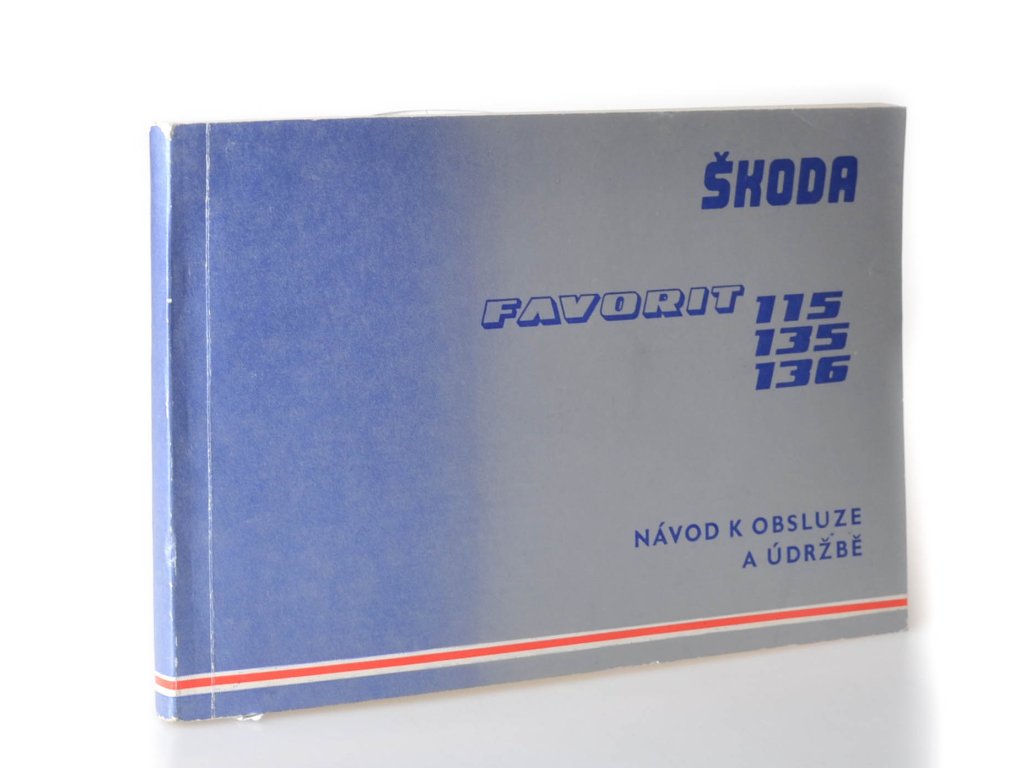 ŠKODA
FAVORIT 115
135
136
NÁVOD K OBSLUZE
A ÚDRŽBĚ